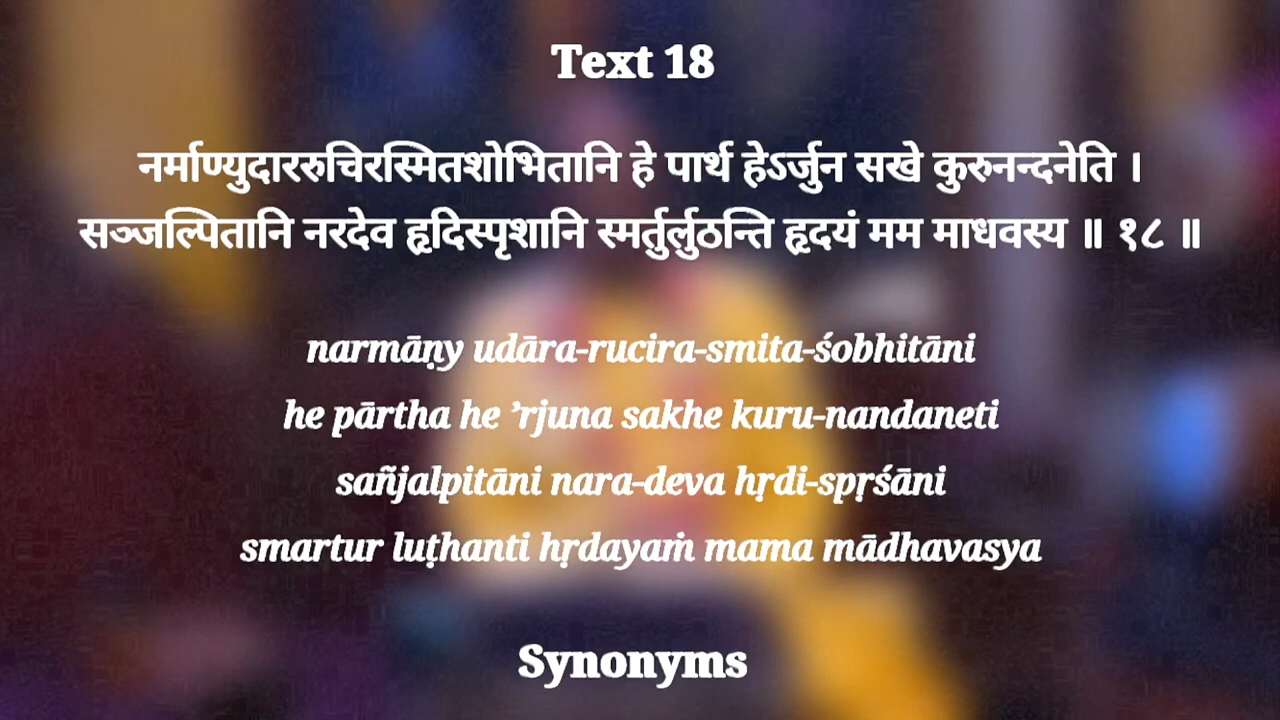 Text 18
नर्माण्युदाररुचिरस्मितशोभितानि हे पार्थ हेऽर्जुन सखे कुरुनन्दनेति ।
सञ्जल्पितानि नरदेव हृदिस्पृशानि स्मर्तुर्लुठन्ति हृदयं मम माधवस्य ॥ १८ ॥
narmāṇy udāra-rucira-smita-śobhitāni
he pārtha he ’rjuna sakhe kuru-nandaneti
sañjalpitāni nara-deva hṛdi-spṛśāni
smartur luṭhanti hṛdayaṁ mama mādhavasya
Synonyms